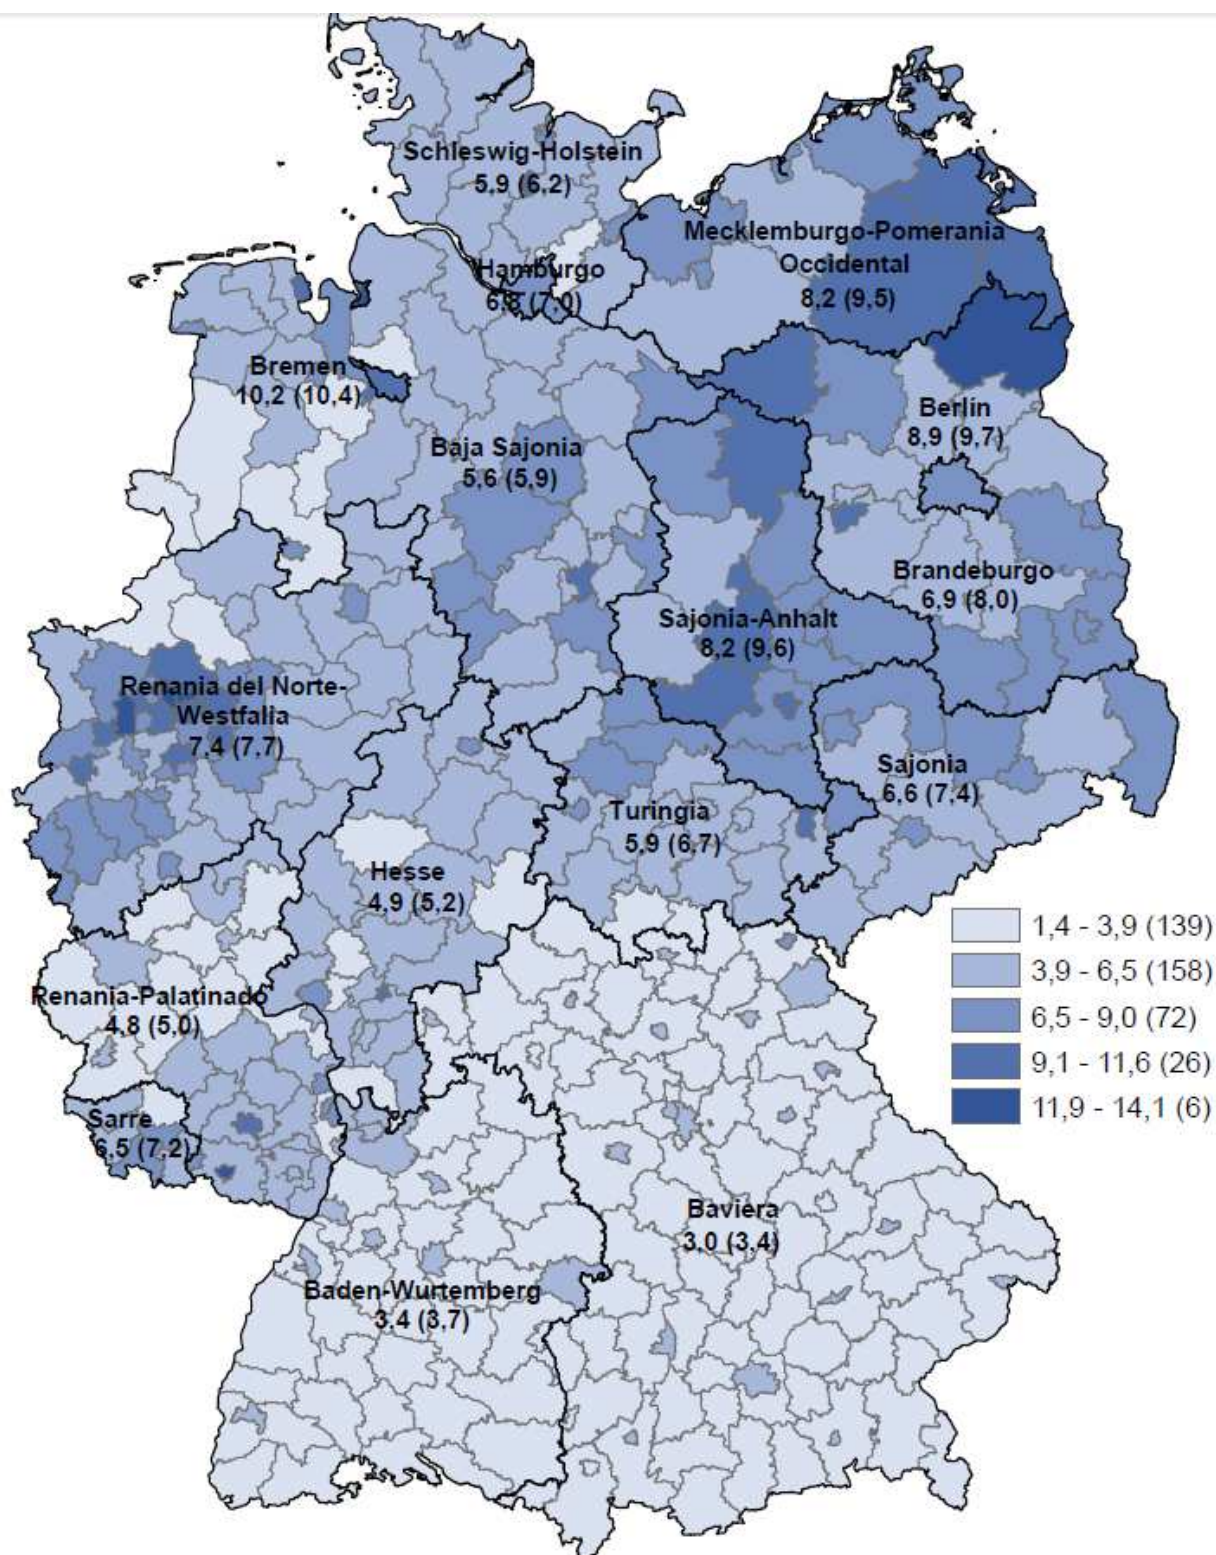 Schleswig-Holstein
5,9 (6,2)
Mecklemburgo-Pomerania
Occidental
8,2 (9,5)
Hamburgo
6,8 (7,0)
Bremen
10,2 (10,4)
Berlín
8,9 (9,7)
Baja Sajonia
5,6 (5,9)
Brandeburgo
6,9 (8,0)
Sajonia-Anhalt
8,2 (9,6)
Renania del Norte-
Westfalia
7,4 (7,7)
Sajonia
6,6 (7,4)
Turingia
5,9 (6,7)
Hesse
4,9 (5,2)
Renania-Palatinado
4,8 (5,0)
Sarre
6,5 (7,2)
Baviera
3,0 (3,4)
Baden-Wurtemberg
3,4 (3,7)
1,4 - 3,9 (139)
3,9 - 6,5 (158)
6,5 - 9,0 (72)
9,1 - 11,6 (26)
11,9 - 14,1 (6)